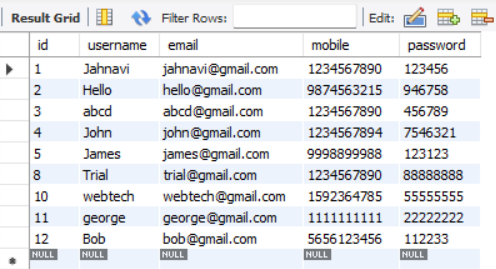 Result Grid Filter Rows: Edit:
id username email mobile password
1 Jahnavi jahnavi@gmail.com 1234567890 123456
2 Hello hello@gmail.com 9874563215 946758
3 abcd abcd@gmail.com 1234567890 456789
4 John john@gmail.com 1234567894 7546321
5 James james@gmail.com 9998899988 123123
8 Trial trial@gmail.com 1234567890 88888888
10 webtech webtech@gmail.com 1592364785 55555555
11 george george@gmail.com 1111111111 22222222
12 Bob bob@gmail.com 5656123456 112233
NULL NULL NULL NULL NULL